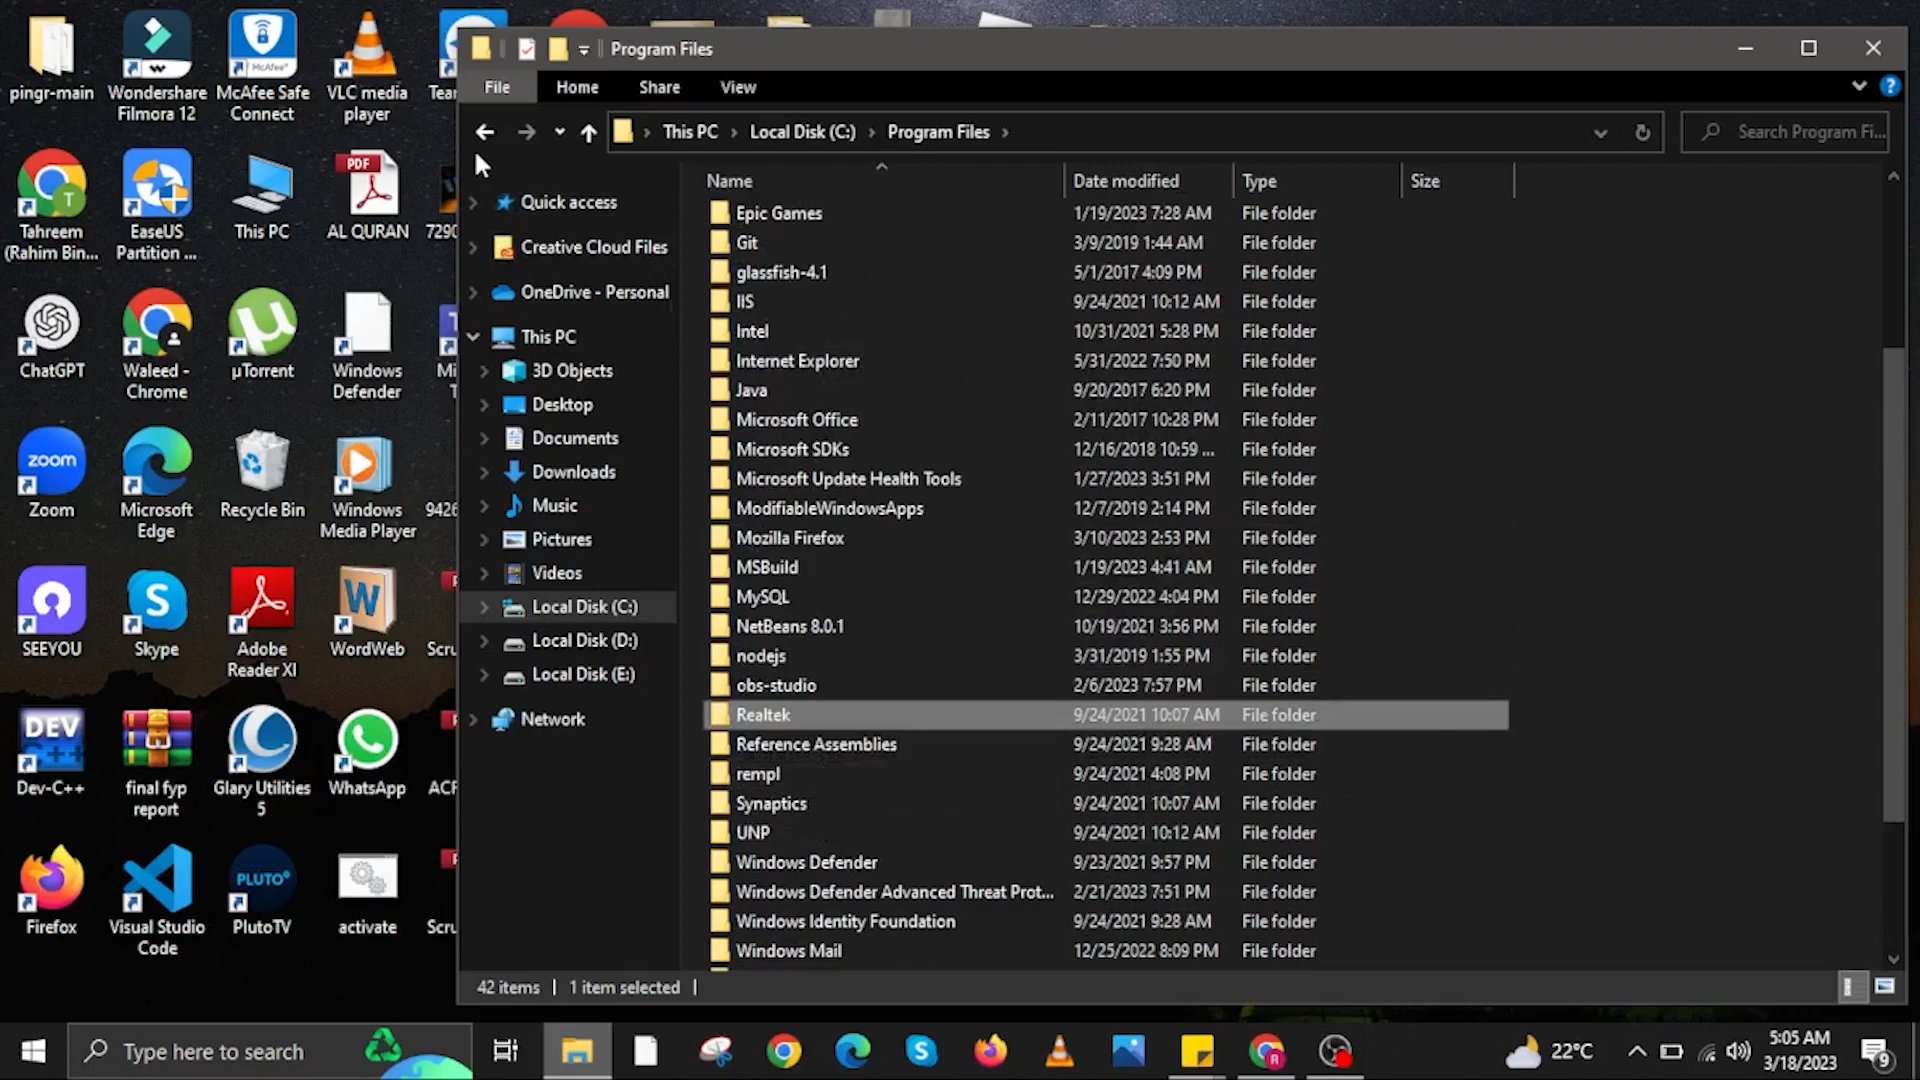 pingr-main
Wondershare
Filmora 12
McAfee Safe
Connect
McAfee
VLC media
player
Tahreem
(Rahim Bin...
T
EaseUS
Partition ...
This PC
PDF
AL QURAN
ChatGPT
Waleed -
Chrome
µTorrent
Windows
Defender
zoom
Zoom
Microsoft
Edge
Recycle Bin
Windows
Media Player
SEEYOU
Skype
Adobe
Reader XI
WordWeb
DEV
C++
Dev-C++
final fyp
report
Glary Utilities
5
WhatsApp
Firefox
Visual Studio
Code
PLUTO
PlutoTV
activate
Program Files
File
Home
Share
View
This PC
Local Disk (C:)
Program Files
Search Program Fi...
Quick access
Creative Cloud Files
OneDrive - Personal
This PC
3D Objects
Desktop
Documents
Downloads
Music
Pictures
Videos
Local Disk (C:)
Local Disk (D:)
Local Disk (E:)
Network
Name Date modified Type Size
Epic Games 1/19/2023 7:28 AM File folder
Git 3/9/2019 1:44 AM File folder
glassfish-4.1 5/1/2017 4:09 PM File folder
IIS 9/24/2021 10:12 AM File folder
Intel 10/31/2021 5:28 PM File folder
Internet Explorer 5/31/2022 7:50 PM File folder
Java 9/20/2017 6:20 PM File folder
Microsoft Office 2/11/2017 10:28 PM File folder
Microsoft SDKs 12/16/2018 10:59 ... File folder
Microsoft Update Health Tools 1/27/2023 3:51 PM File folder
ModifiableWindowsApps 12/7/2019 2:14 PM File folder
Mozilla Firefox 3/10/2023 2:53 PM File folder
MSBuild 1/19/2023 4:41 AM File folder
MySQL 12/29/2022 4:04 PM File folder
NetBeans 8.0.1 10/19/2021 3:56 PM File folder
nodejs 3/31/2019 1:55 PM File folder
obs-studio 2/6/2023 7:57 PM File folder
Realtek 9/24/2021 10:07 AM File folder
Reference Assemblies 9/24/2021 9:28 AM File folder
rempl 9/24/2021 4:08 PM File folder
Synaptics 9/24/2021 10:07 AM File folder
UNP 9/24/2021 10:12 AM File folder
Windows Defender 9/23/2021 9:57 PM File folder
Windows Defender Advanced Threat Prot... 2/21/2023 7:51 PM File folder
Windows Identity Foundation 9/24/2021 9:28 AM File folder
Windows Mail 12/25/2022 8:09 PM File folder
42 items
1 item selected
Type here to search
22°C
5:05 AM
3/18/2023
9